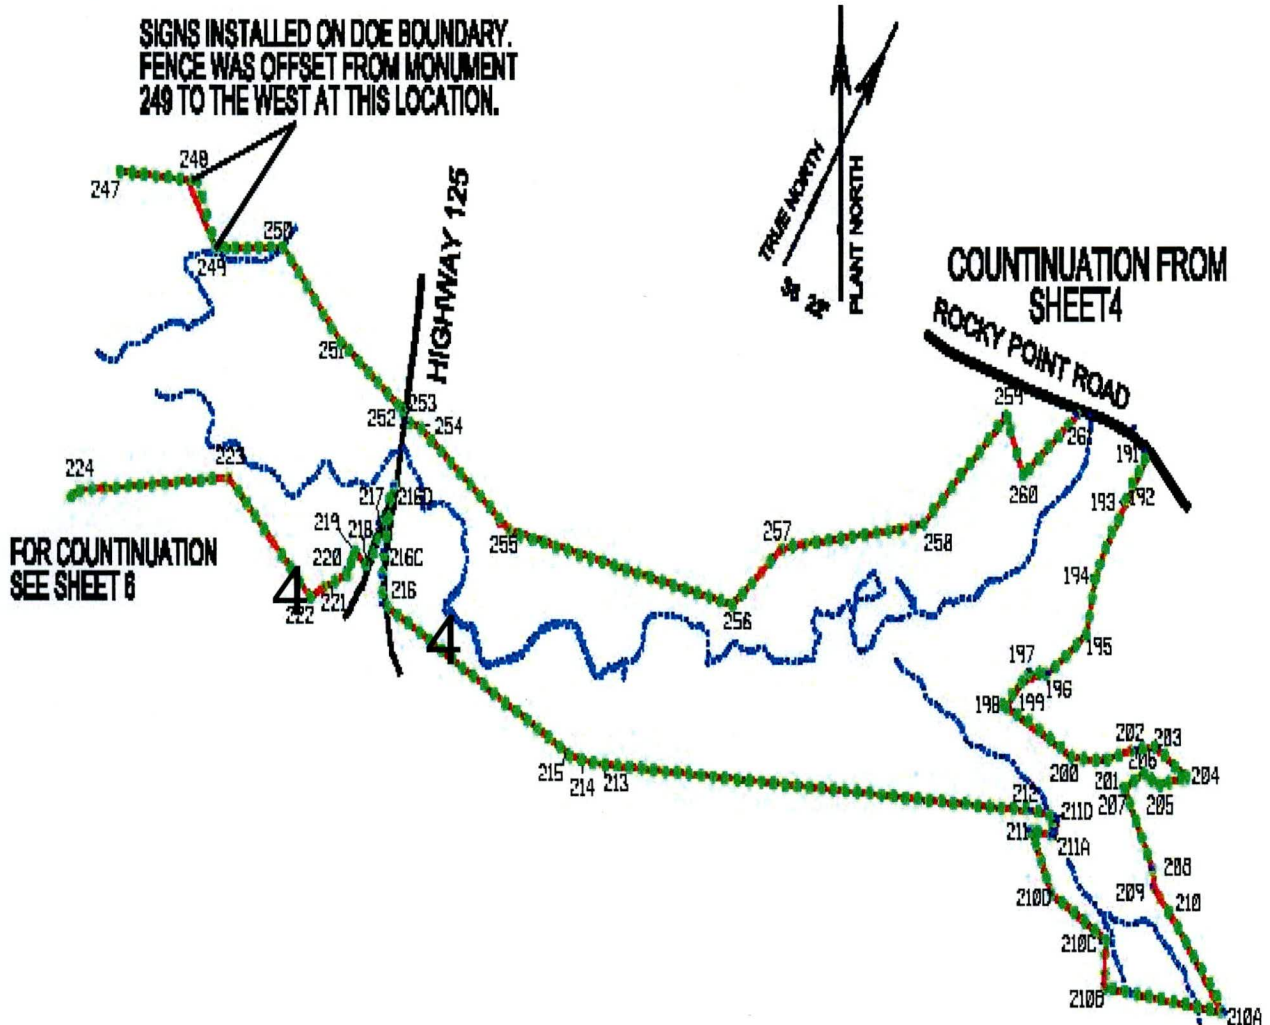 SIGNS INSTALLED ON DOE BOUNDARY.
FENCE WAS OFFSET FROM MONUMENT
249 TO THE WEST AT THIS LOCATION.
247
248
249
250
251
252
253
254
HIGHWAY 125
TRUE NORTH
PLANT NORTH
COUNTINUATION FROM
SHEET4
ROCKY POINT ROAD
259
260
261
191
192
193
194
195
196
197
198
199
200
201
202
203
204
205
206
207
208
209
210
210A
210B
210C
210D
211
211A
211D
212
213
214
215
216
216C
216D
217
218
219
220
221
222
223
224
255
256
257
258
4
4
FOR COUNTINUATION
SEE SHEET 6